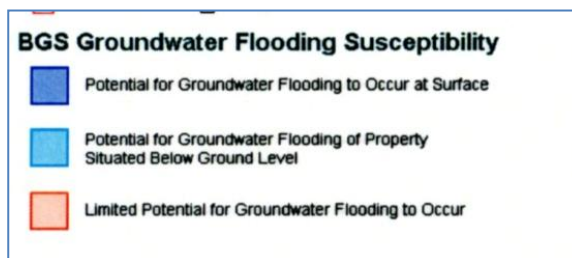 BGS Groundwater Flooding Susceptibility
Potential for Groundwater Flooding to Occur at Surface
Potential for Groundwater Flooding of Property
Situated Below Ground Level
Limited Potential for Groundwater Flooding to Occur